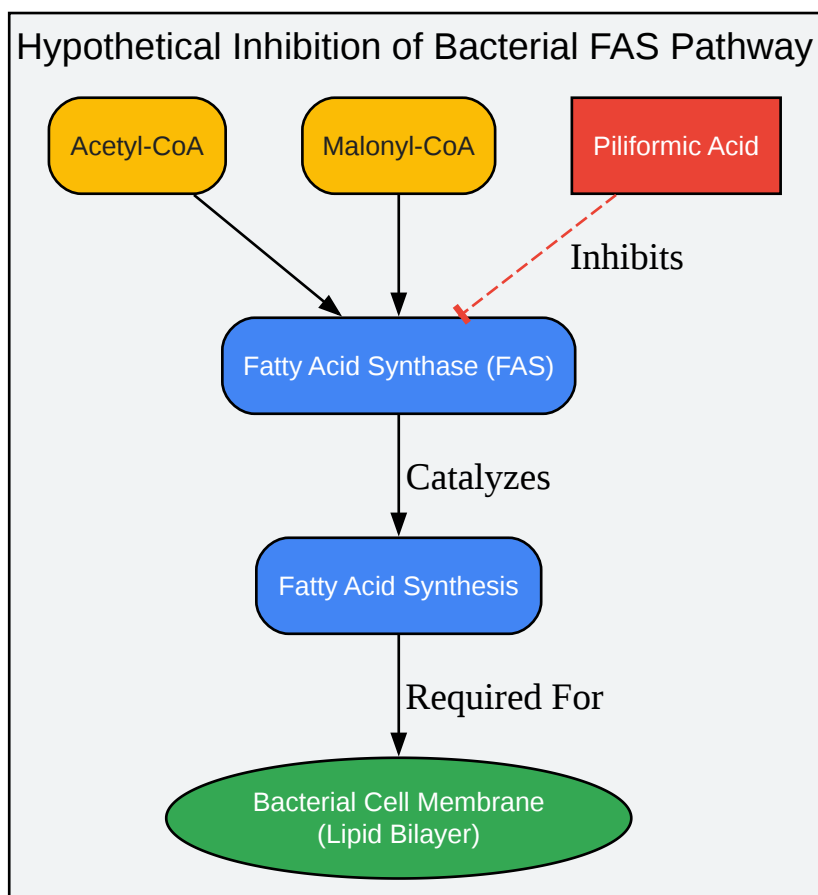 Hypothetical Inhibition of Bacterial FAS Pathway
Acetyl-CoA
Malonyl-CoA
Piliformic Acid
Inhibits
Fatty Acid Synthase (FAS)
Catalyzes
Fatty Acid Synthesis
Required For
Bacterial Cell Membrane
(Lipid Bilayer)